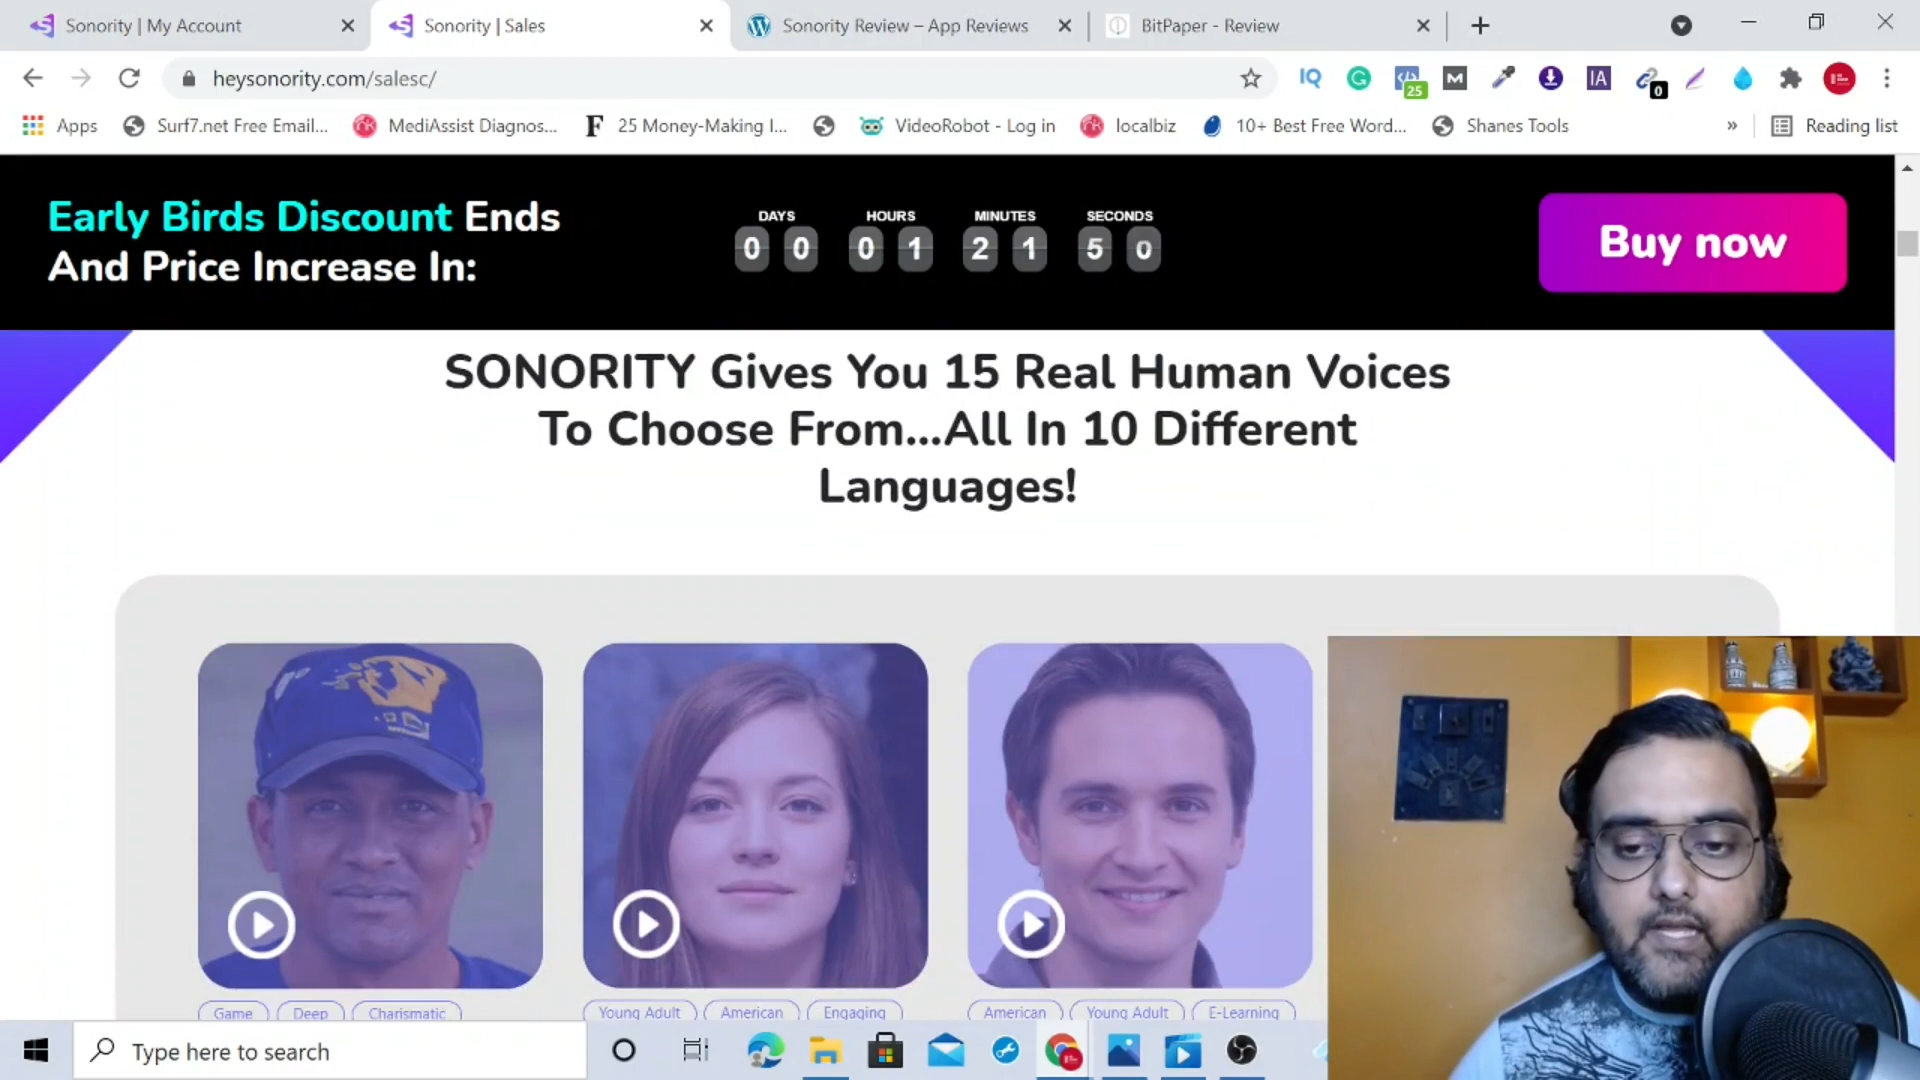 Sonority | My Account
Sonority | Sales
Sonority Review – App Reviews
BitPaper - Review
heysonority.com/salesc/
IQ
25
M
IA
0
Apps
Surf7.net Free Email...
MediAssist Diagnos...
25 Money-Making I...
VideoRobot - Log in
localbiz
10+ Best Free Word...
Shanes Tools
»
Reading list
Early Birds Discount Ends
And Price Increase In:
DAYS
HOURS
MINUTES
SECONDS
0 0
0 1
2 1
5 0
Buy now
SONORITY Gives You 15 Real Human Voices
To Choose From...All In 10 Different
Languages!
Game
Deep
Charismatic
Young Adult
American
Engaging
American
Young Adult
E-Learning
Type here to search